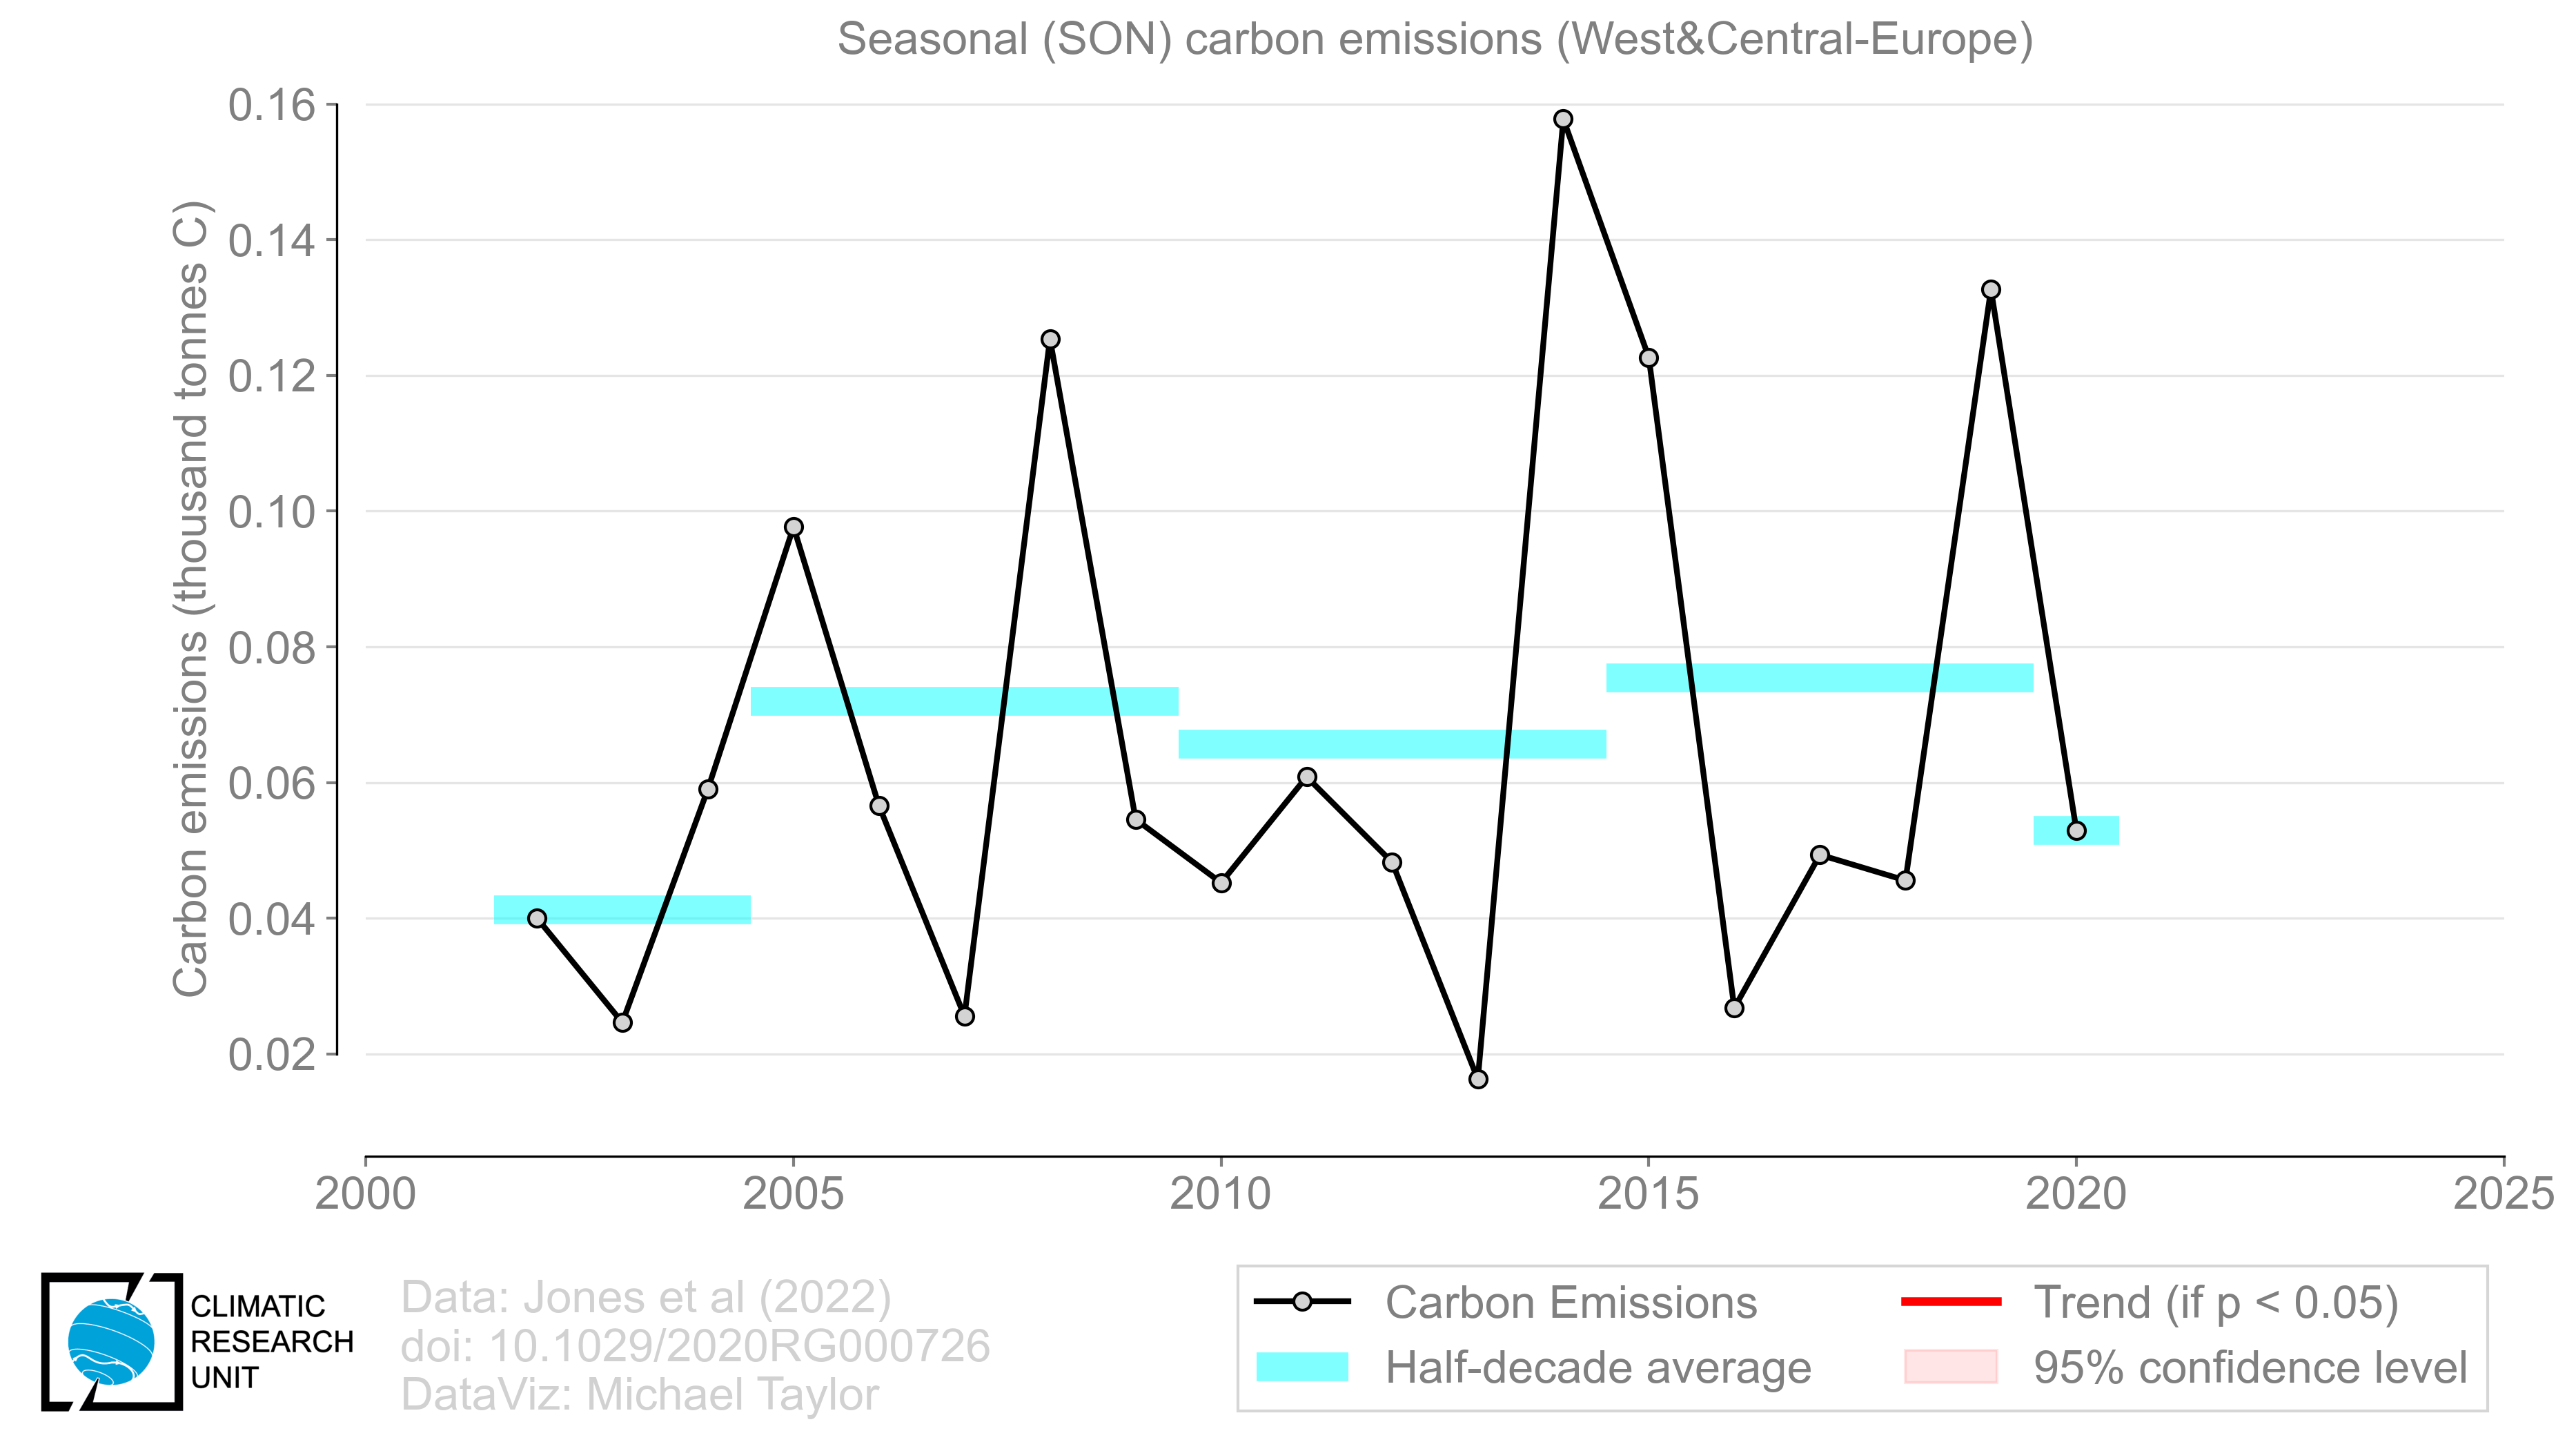 Seasonal (SON) carbon emissions (West&Central-Europe)
Carbon emissions (thousand tonnes C)
0.16
0.14
0.12
0.10
0.08
0.06
0.04
0.02
2000
2005
2010
2015
2020
2025
CLIMATIC
RESEARCH
UNIT
Data: Jones et al (2022)
doi: 10.1029/2020RG000726
DataViz: Michael Taylor
Carbon Emissions
Half-decade average
Trend (if p < 0.05)
95% confidence level